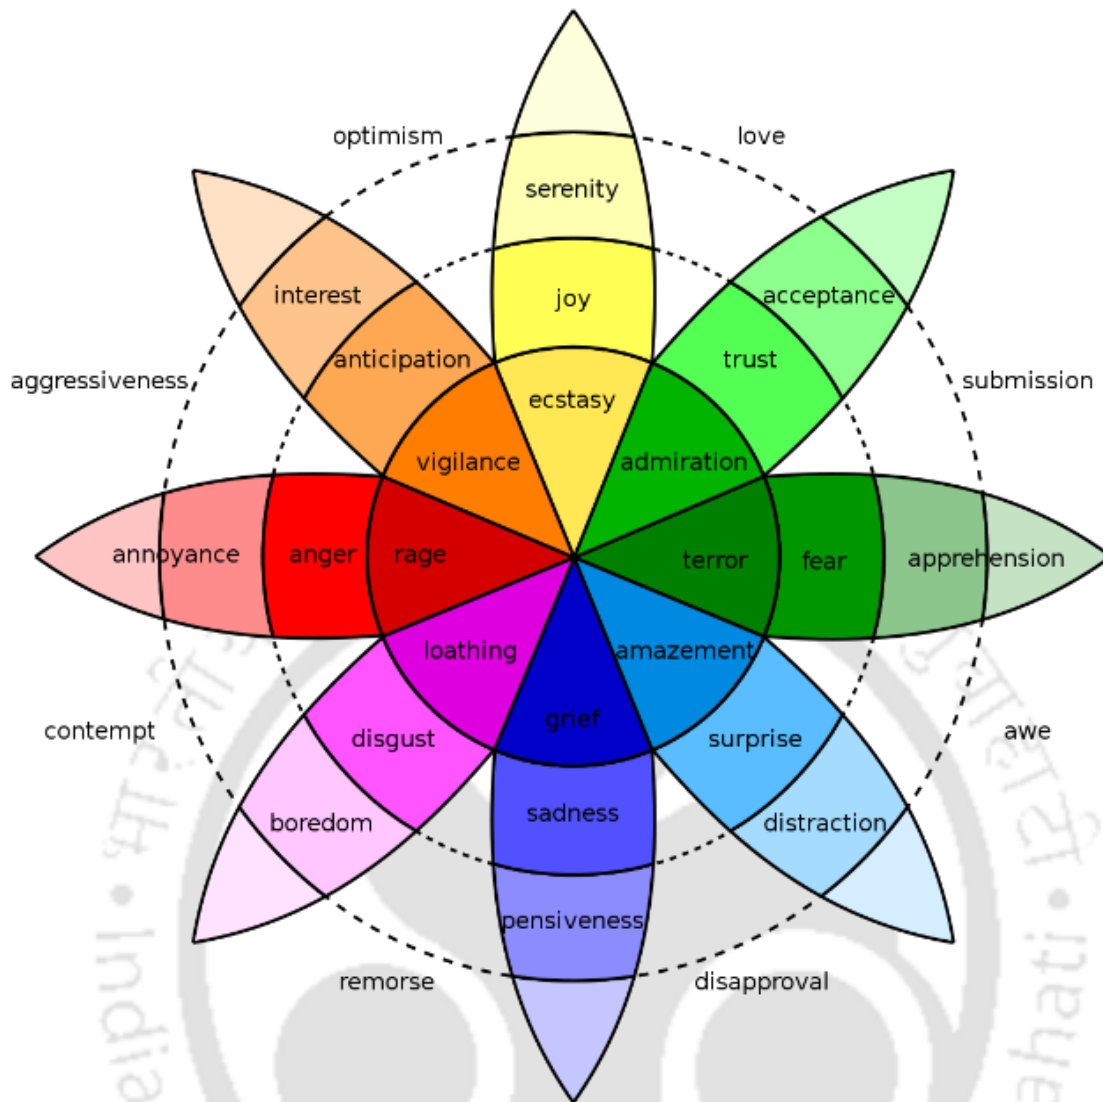 optimism
love
serenity
interest
joy
acceptance
anticipation
trust
aggressiveness
submission
ecstasy
vigilance
admiration
annoyance
anger
rage
terror
fear
apprehension
loathing
amazement
contempt
grief
awe
disgust
surprise
boredom
sadness
distraction
pensiveness
remorse
disapproval
India